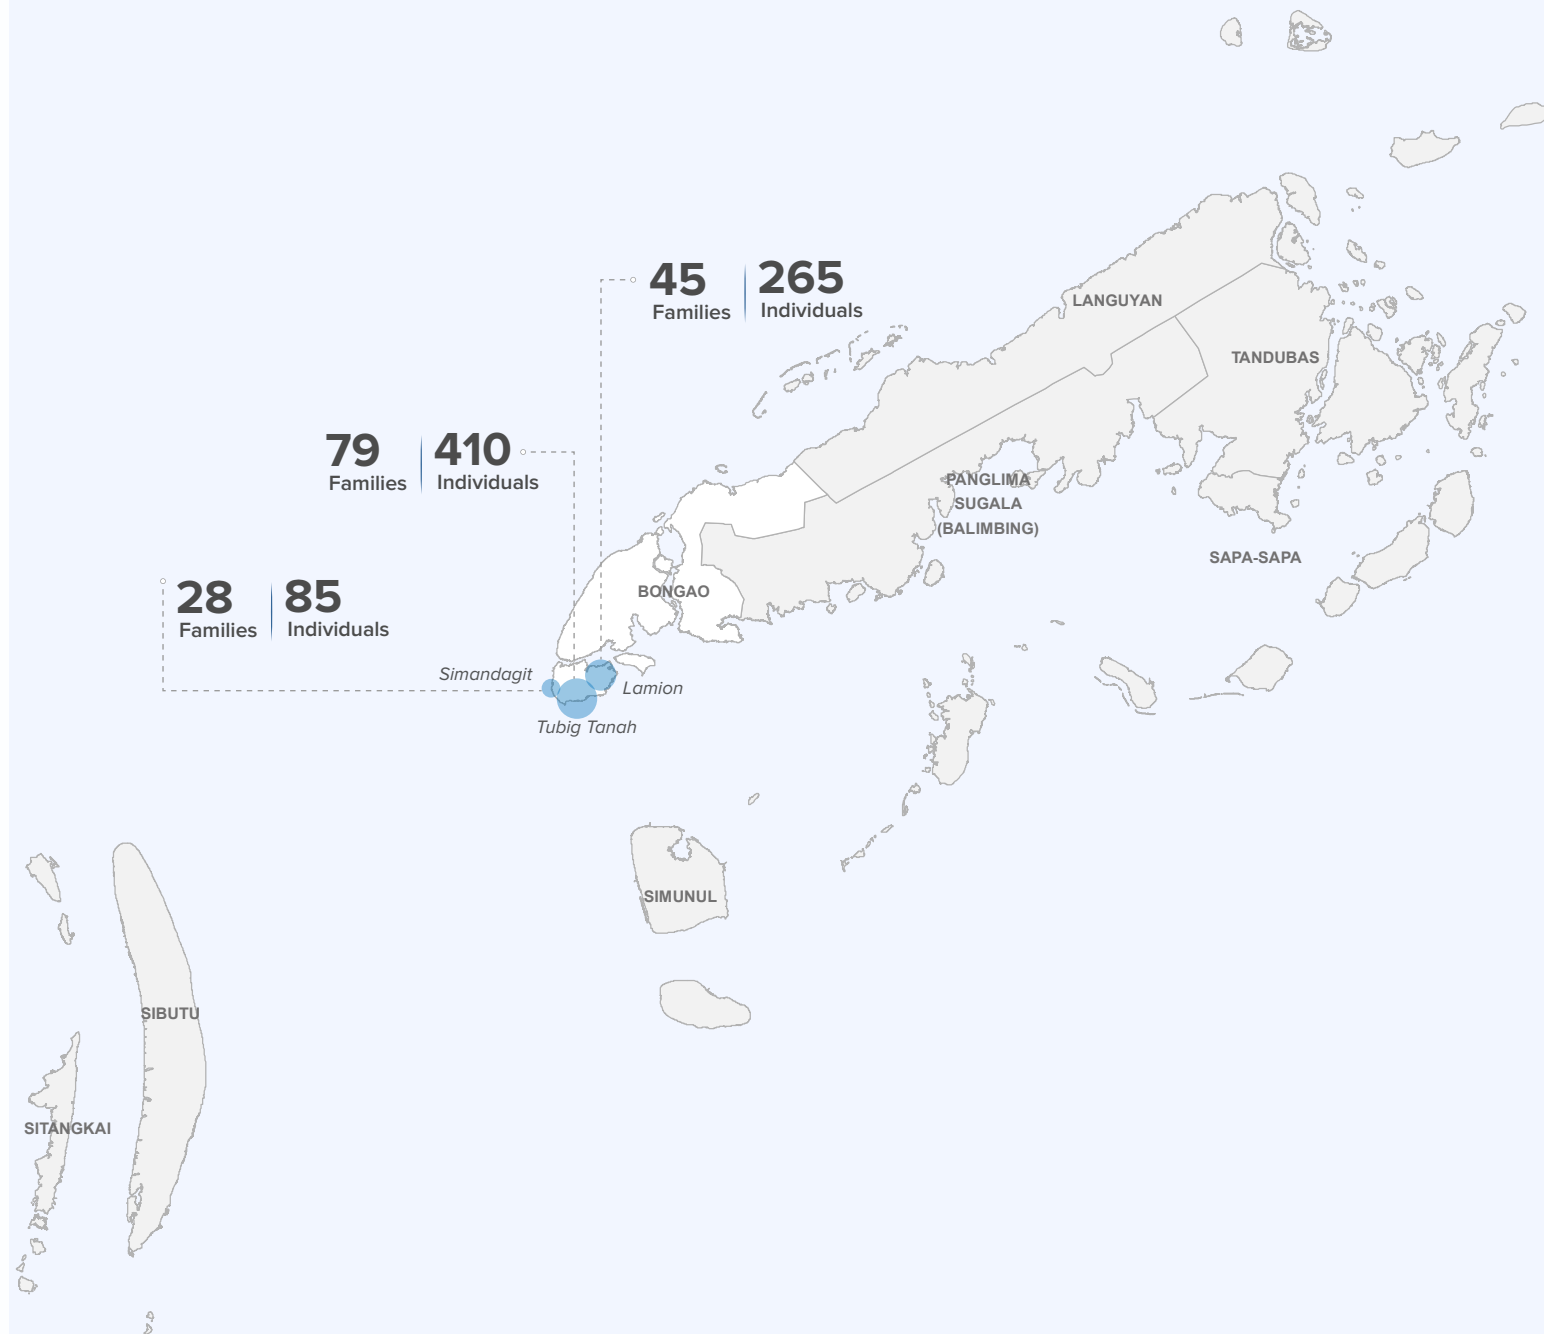 45 265
Families Individuals
LANGUYAN
TANDUBAS
79 410
Families Individuals
PANGLIMA
SUGALA
(BALIMBING)
SAPA-SAPA
28 85
Families Individuals
BONGAO
Simandagit
Lamion
Tubig Tanah
SIMUNUL
SIBUTU
SITANGKAI